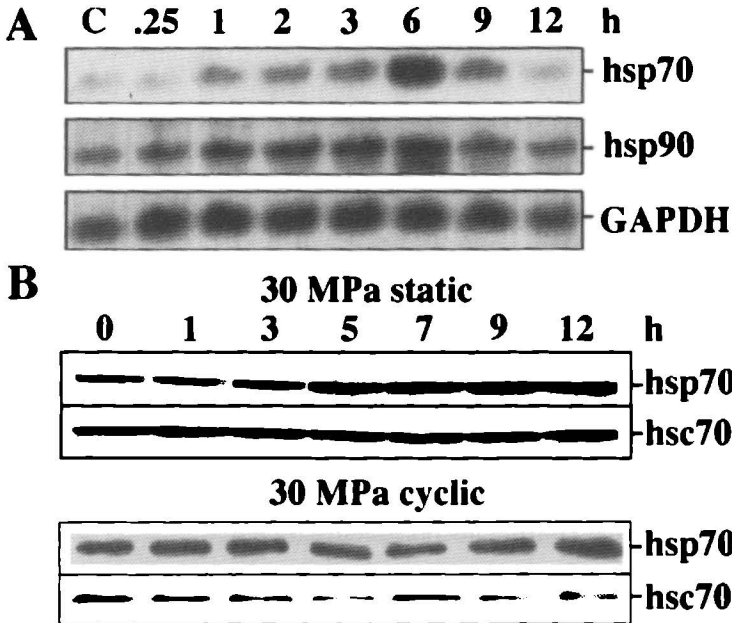 A C .25 1 2 3 6 9 12 h
hsp70
hsp90
GAPDH
B 30 MPa static
0 1 3 5 7 9 12 h
hsp70
hsc70
30 MPa cyclic
hsp70
hsc70